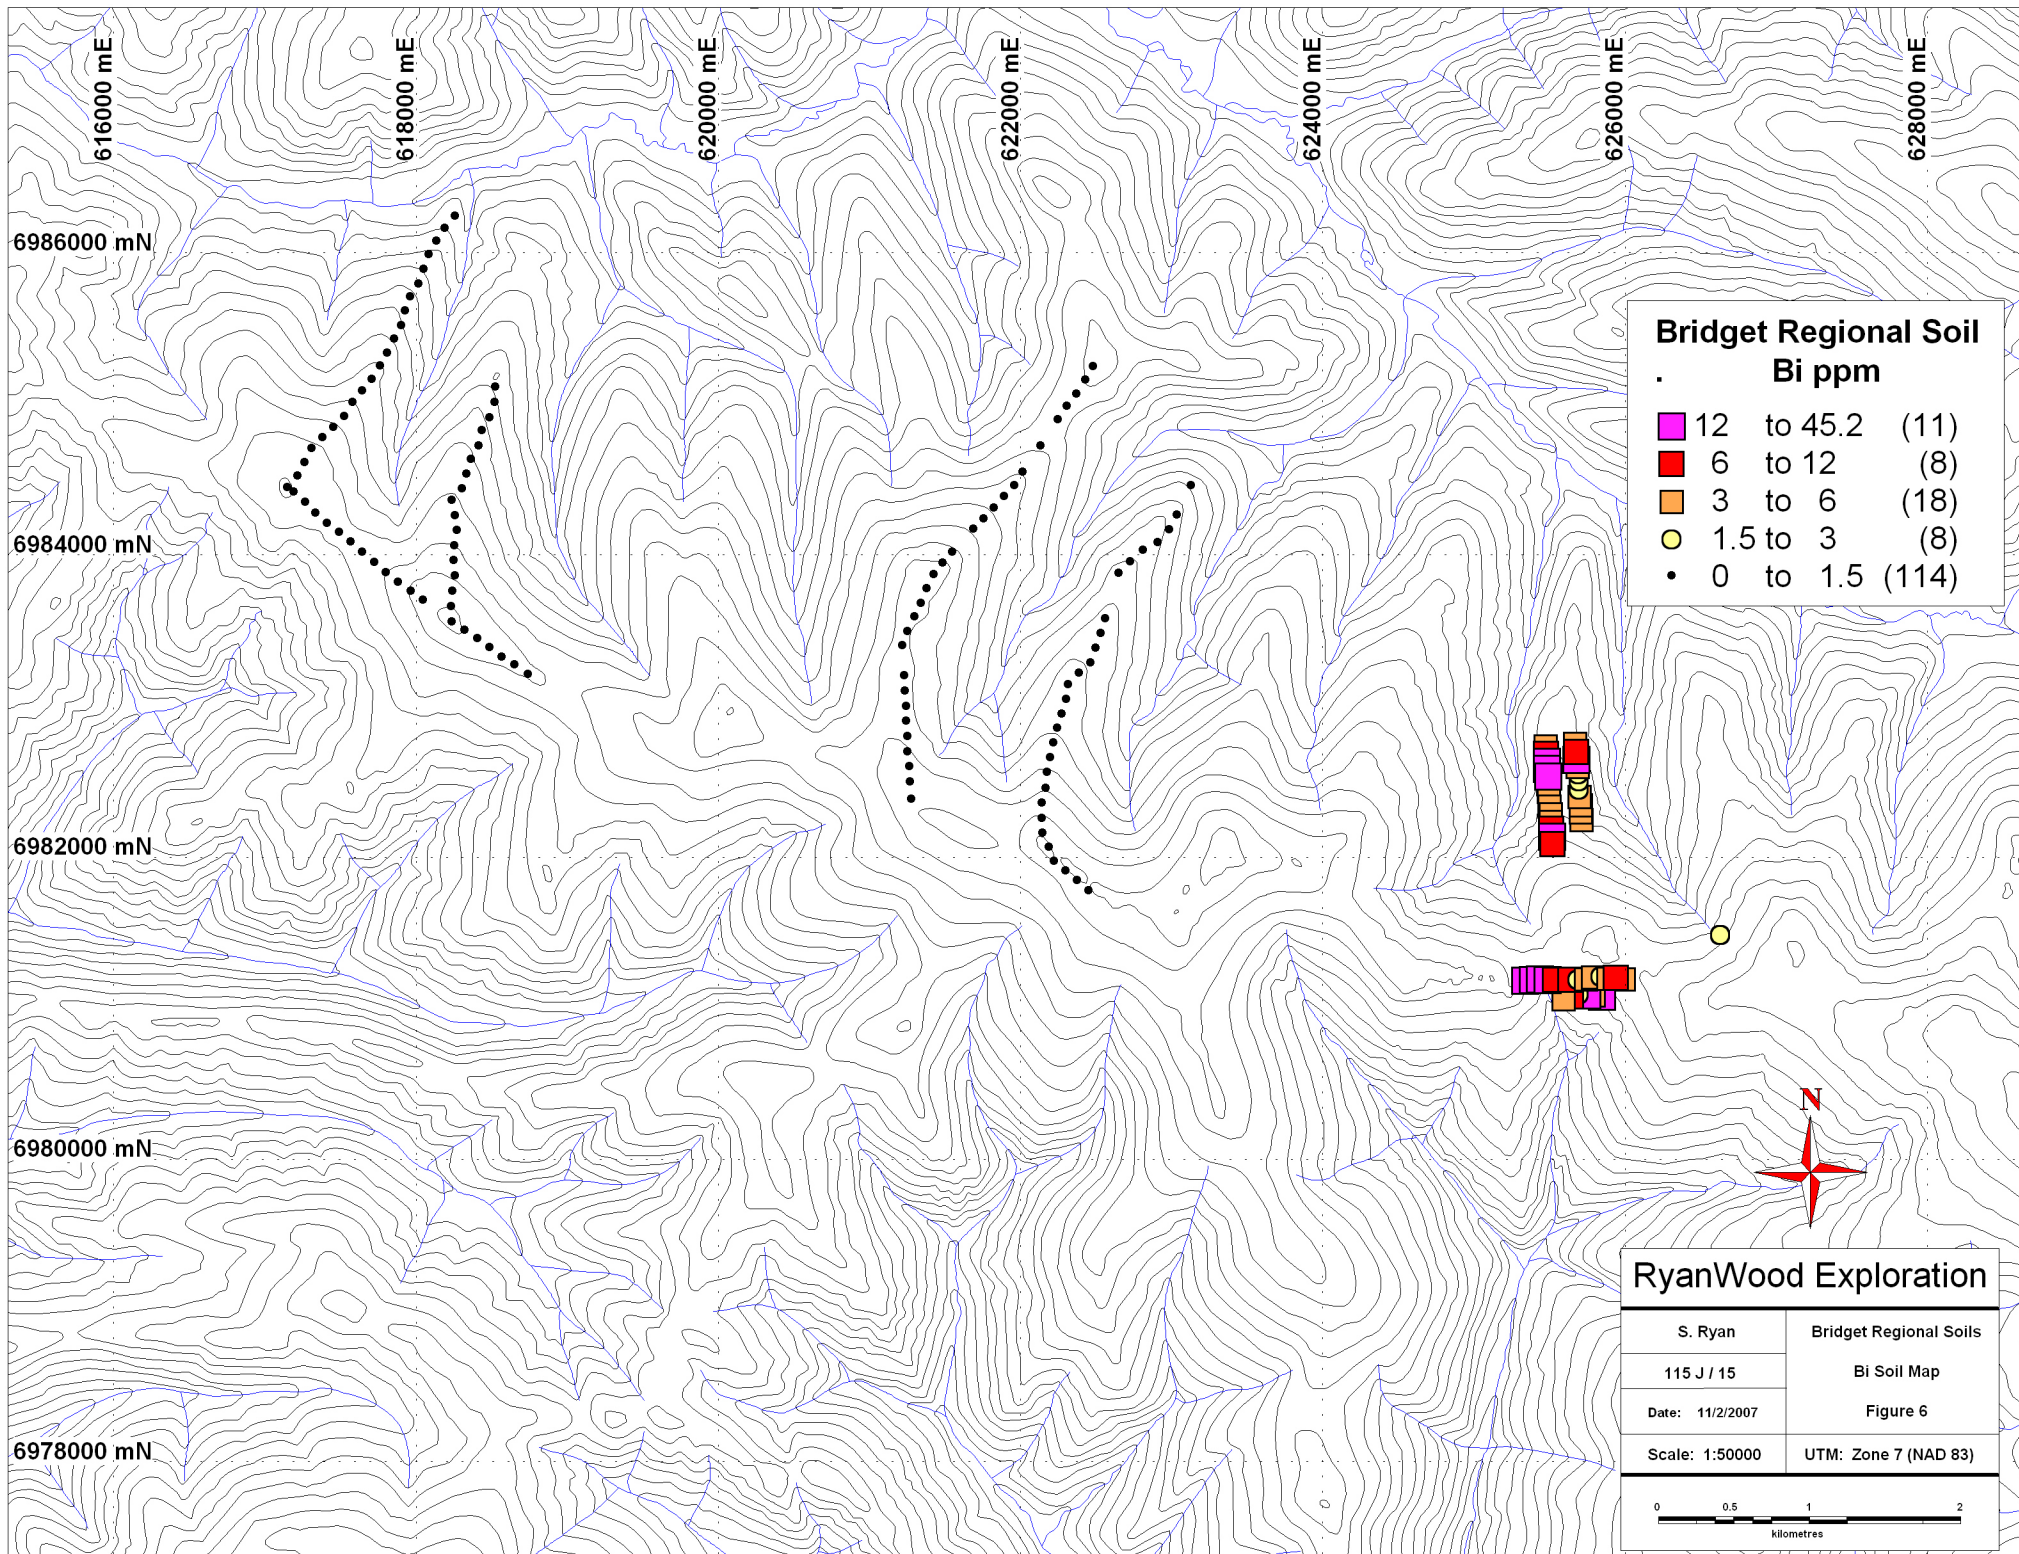 616000 mE
618000 mE
620000 mE
622000 mE
624000 mE
626000 mE
628000 mE
6986000 mN
6984000 mN
6982000 mN
6980000 mN
6978000 mN
Bridget Regional Soil
. Bi ppm
12 to 45.2 (11)
6 to 12 (8)
3 to 6 (18)
1.5 to 3 (8)
0 to 1.5 (114)
N
RyanWood Exploration
S. Ryan
Bridget Regional Soils
115 J / 15
Bi Soil Map
Date: 11/2/2007
Figure 6
Scale: 1:50000
UTM: Zone 7 (NAD 83)
0 0.5 1 2
kilometres